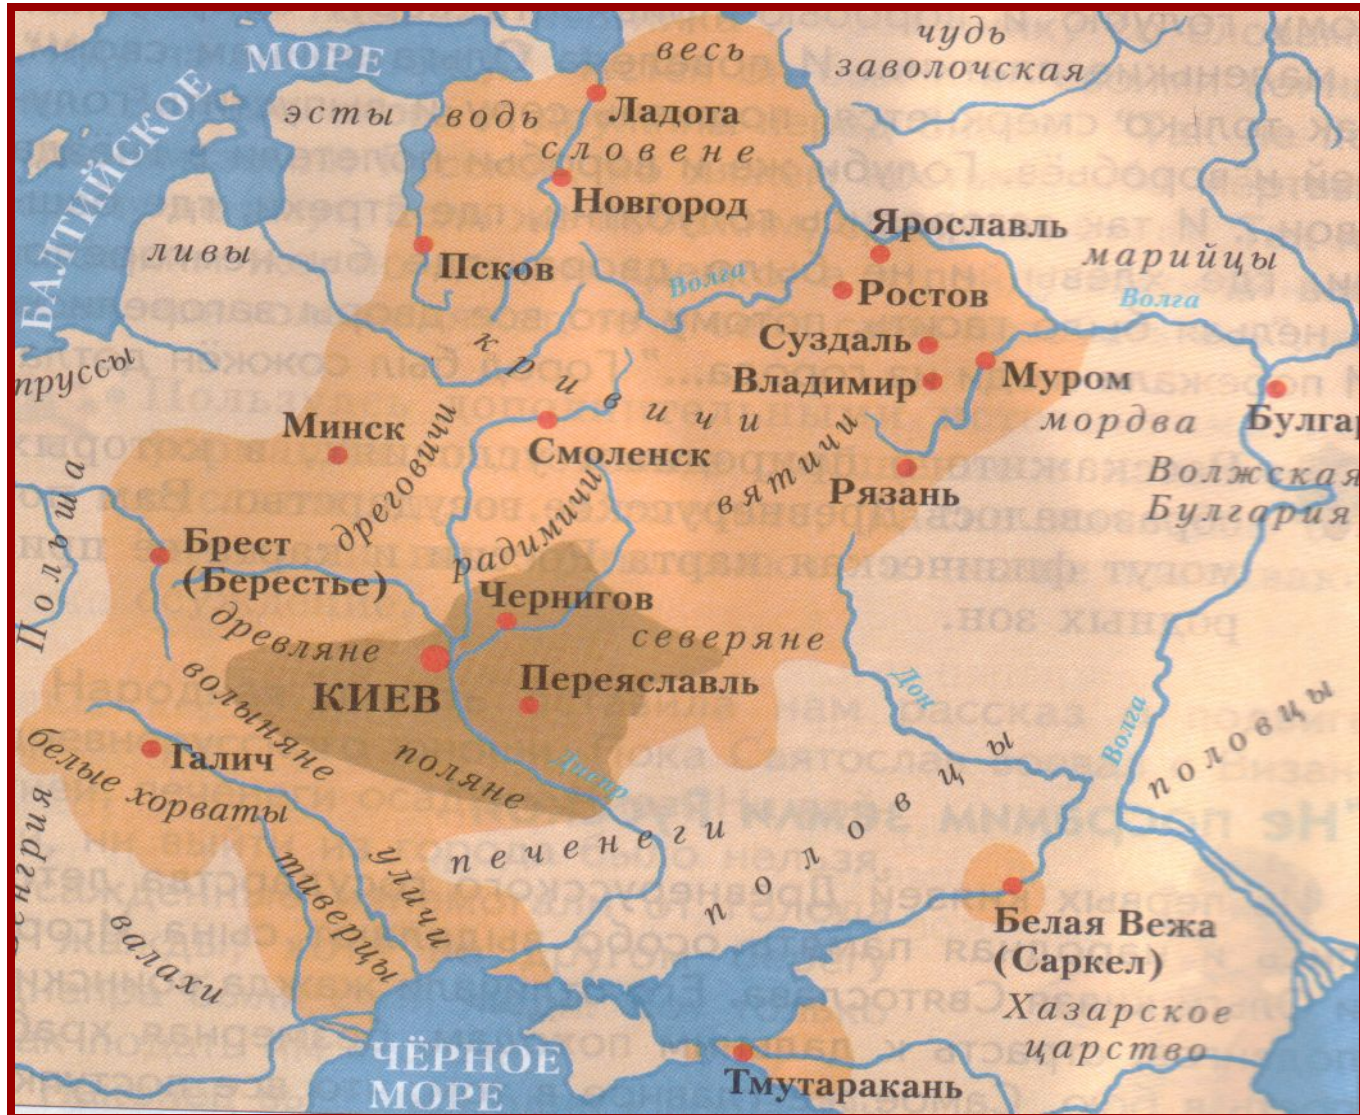 весь
чудь
заволочская
БАЛТИЙСКОЕ МОРЕ
эсты
водь
Ладога
словене
Новгород
Ярославль
ливы
Псков
Волга
марийцы
Ростов
Волга
Суздаль
пруссы
кривичи
Владимир
Муром
Минск
дреговичи
мордва
Булгар
Смоленск
вятичи
Рязань
Волжская
Булгария
Польша
Брест
(Берестье)
радимичи
Чернигов
северяне
древляне
КИЕВ
Переяславль
волыняне
Дон
Волга
половцы
Галич
поляне
Днепр
белые хорваты
печенеги
половцы
уличи
тиверцы
валахи
Белая Вежа
(Саркел)
Хазарское
царство
ЧЁРНОЕ
МОРЕ
Тмутаракань